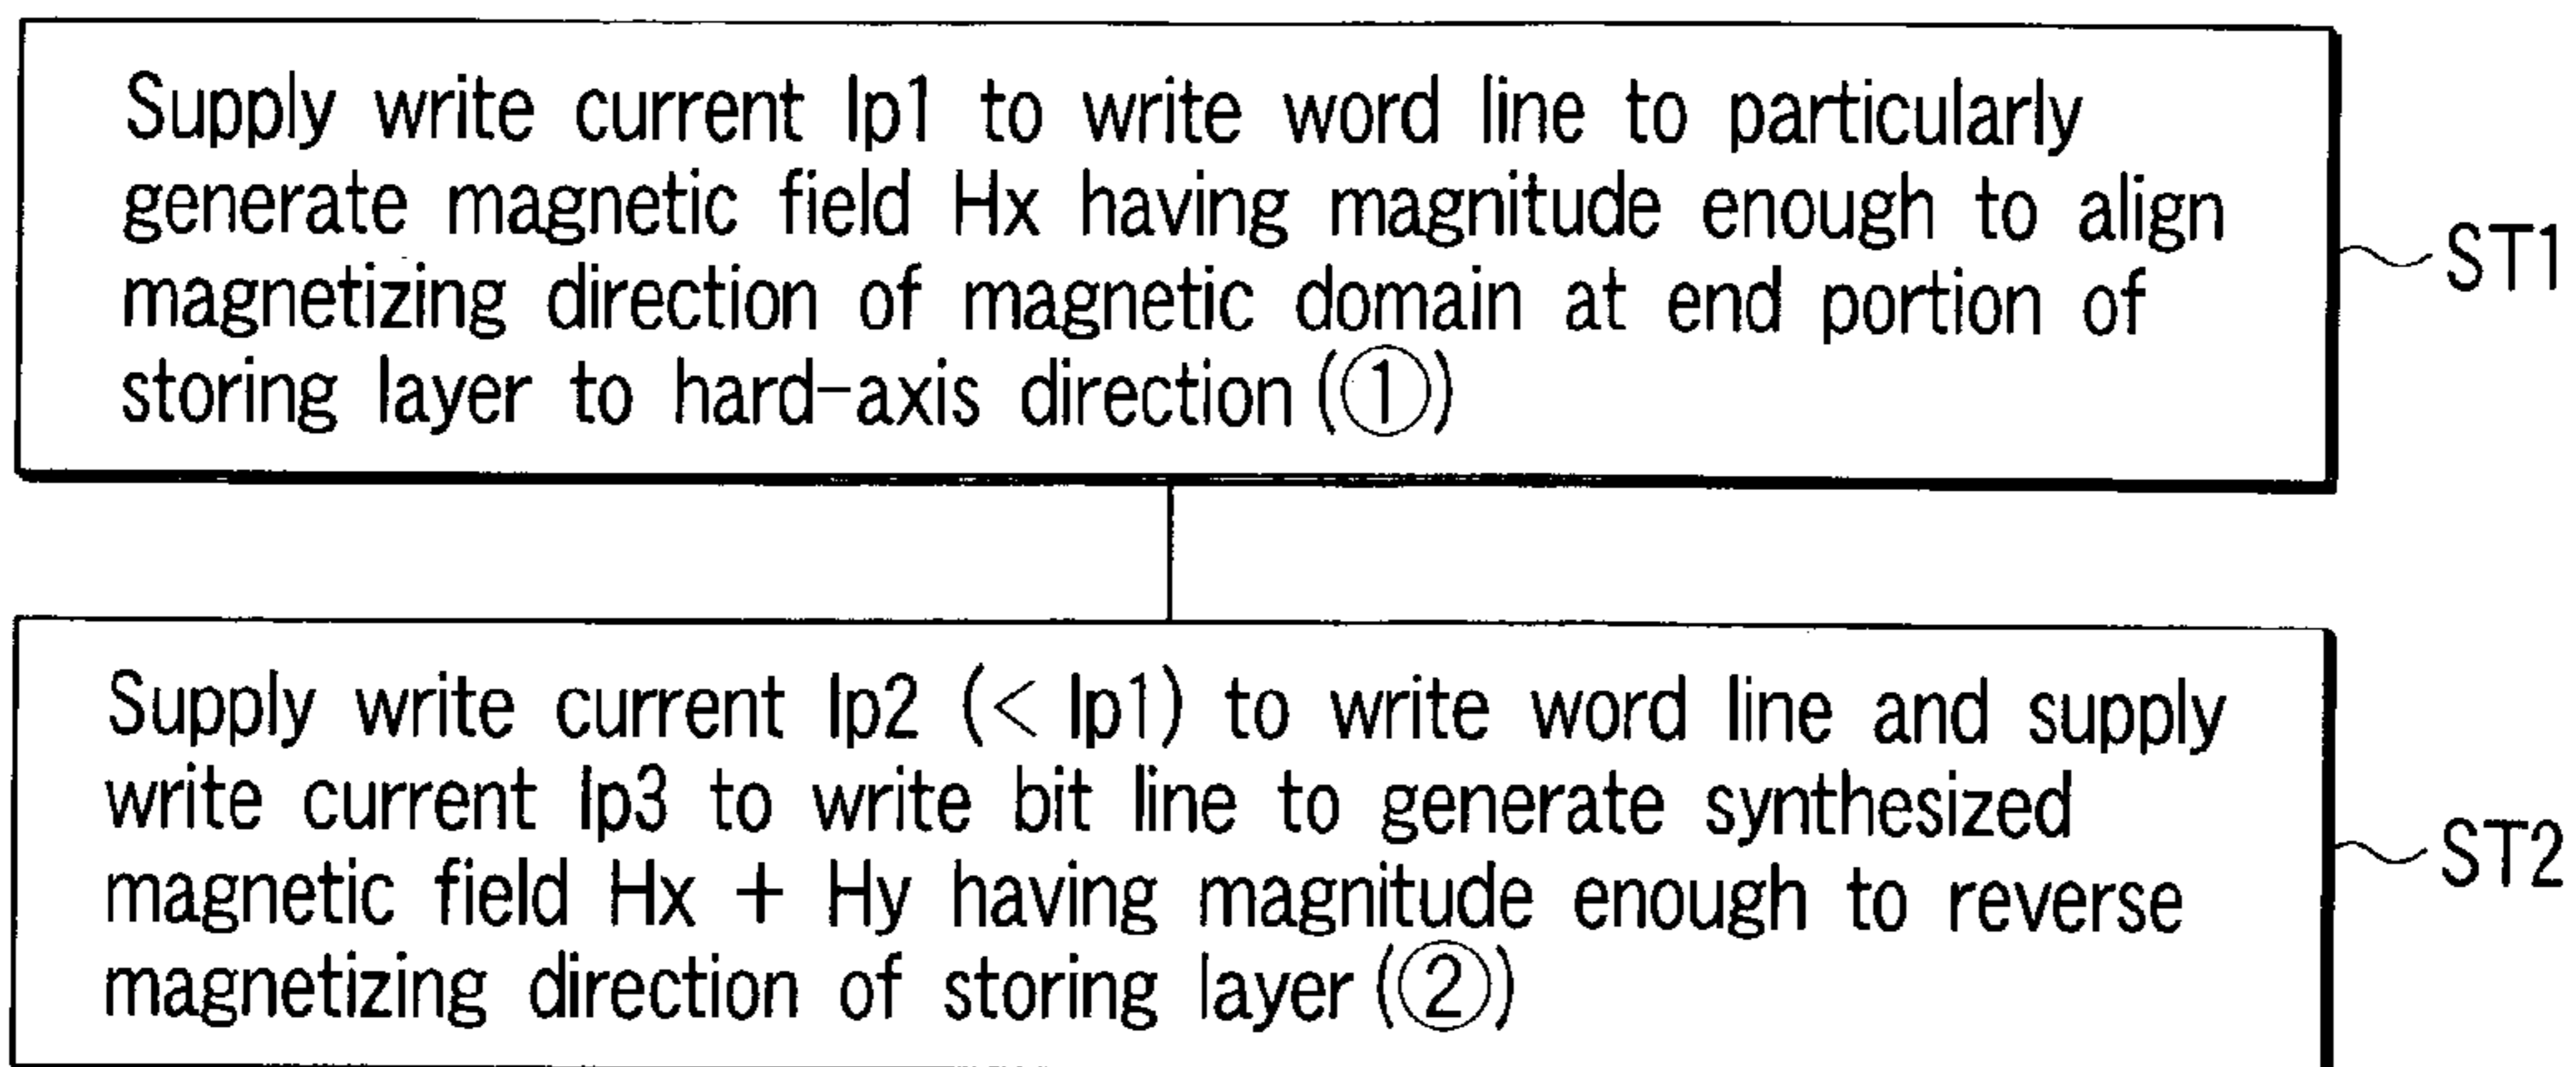 Supply write current Ip1 to write word line to particularly
generate magnetic field Hx having magnitude enough to align
magnetizing direction of magnetic domain at end portion of
storing layer to hard-axis direction (①)
ST1
Supply write current Ip2 (< Ip1) to write word line and supply
write current Ip3 to write bit line to generate synthesized
magnetic field Hx + Hy having magnitude enough to reverse
magnetizing direction of storing layer (②)
ST2